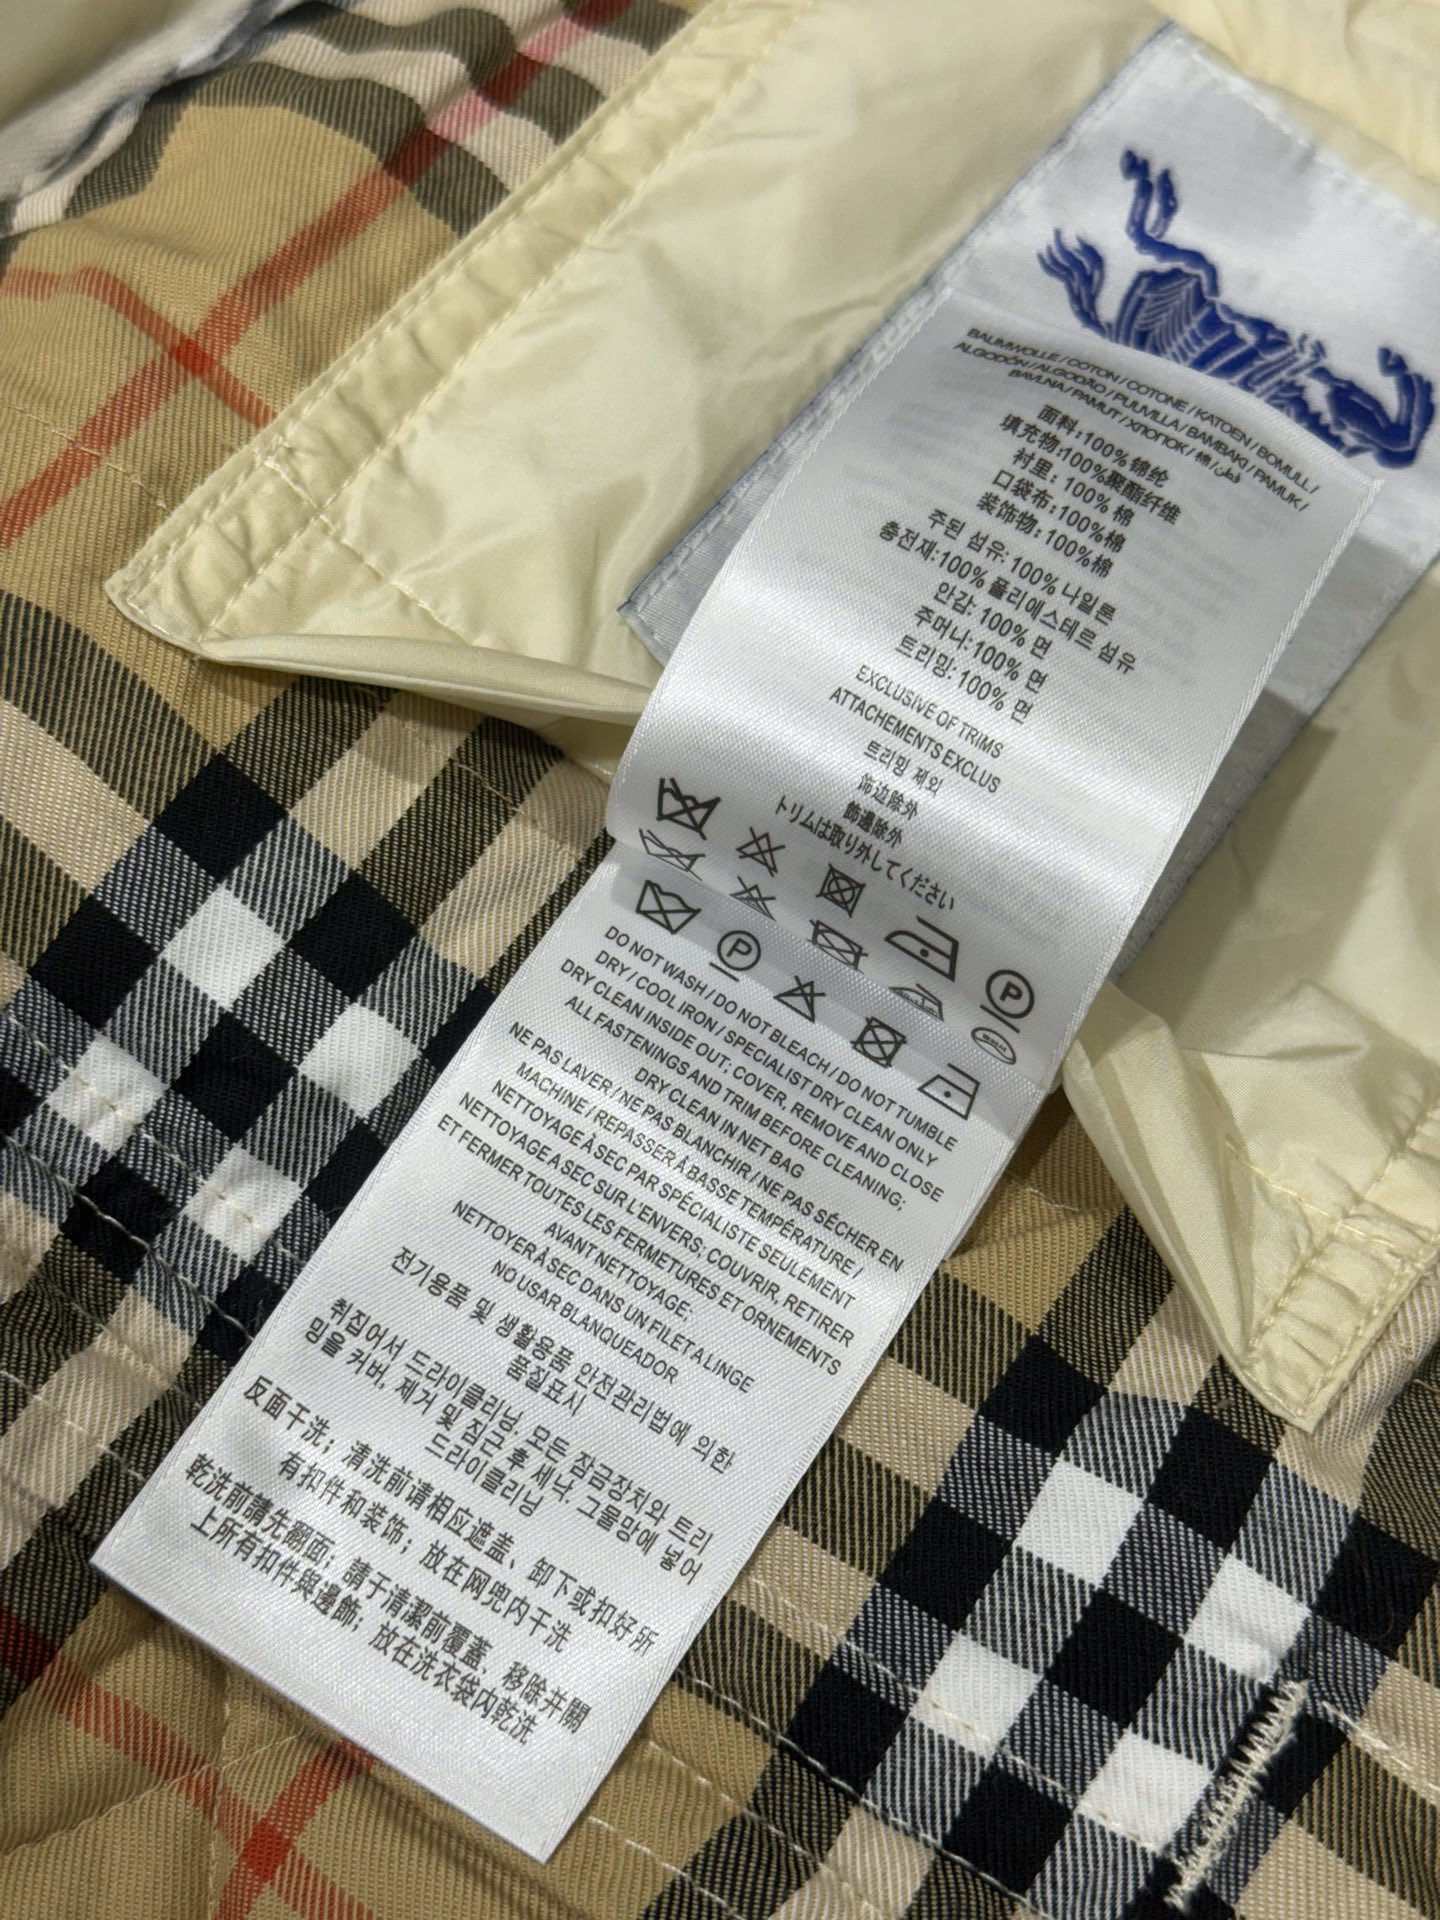 BAUMWOLLE / COTON / COTONE / KATOEN / BOMULL /
ALGODÓN / ALGODÃO / PUUVILLA / BAMBAKI / PAMUK /
BAVLNA / PAMUT / ХЛОПОК / 棉 / قطن
面料:100% 锦纶
填充物:100%聚酯纤维
衬里: 100% 棉
口袋布:100%棉
装饰物: 100%棉
주된 섬유: 100% 나일론
충전재:100% 폴리에스테르 섬유
안감: 100% 면
주머니:100% 면
트리밍: 100% 면
EXCLUSIVE OF TRIMS
ATTACHEMENTS EXCLUS
트리밍 제외
饰边除外
飾邊除外
トリムは取り外してください
P
P
DO NOT WASH / DO NOT BLEACH / DO NOT TUMBLE
DRY / COOL IRON / SPECIALIST DRY CLEAN ONLY
DRY CLEAN INSIDE OUT; COVER, REMOVE AND CLOSE
ALL FASTENINGS AND TRIM BEFORE CLEANING;
DRY CLEAN IN NET BAG
NE PAS LAVER / NE PAS BLANCHIR / NE PAS SÉCHER EN
MACHINE / REPASSER À BASSE TEMPÉRATURE /
NETTOYAGE À SEC PAR SPÉCIALISTE SEULEMENT
NETTOYAGE A SEC SUR L'ENVERS; COUVRIR, RETIRER
ET FERMER TOUTES LES FERMETURES ET ORNEMENTS
AVANT NETTOYAGE;
NETTOYER À SEC DANS UN FILET A LINGE
NO USAR BLANQUEADOR
전기용품 및 생활용품 안전관리법에 의한
품질표시
취집어서 드라이클리닝, 모든 잠금장치와 트리
밍을 커버, 제거 및 잠근 후 세너. 그물망에 넣어
드라이클리닝
反面干洗；清洗前请相应遮盖、卸下或扣好所
有扣件和装饰；放在网兜内干洗
乾洗前請先翻面；請于清潔前覆蓋、移除并關
上所有扣件與邊飾；放在洗衣袋内乾洗